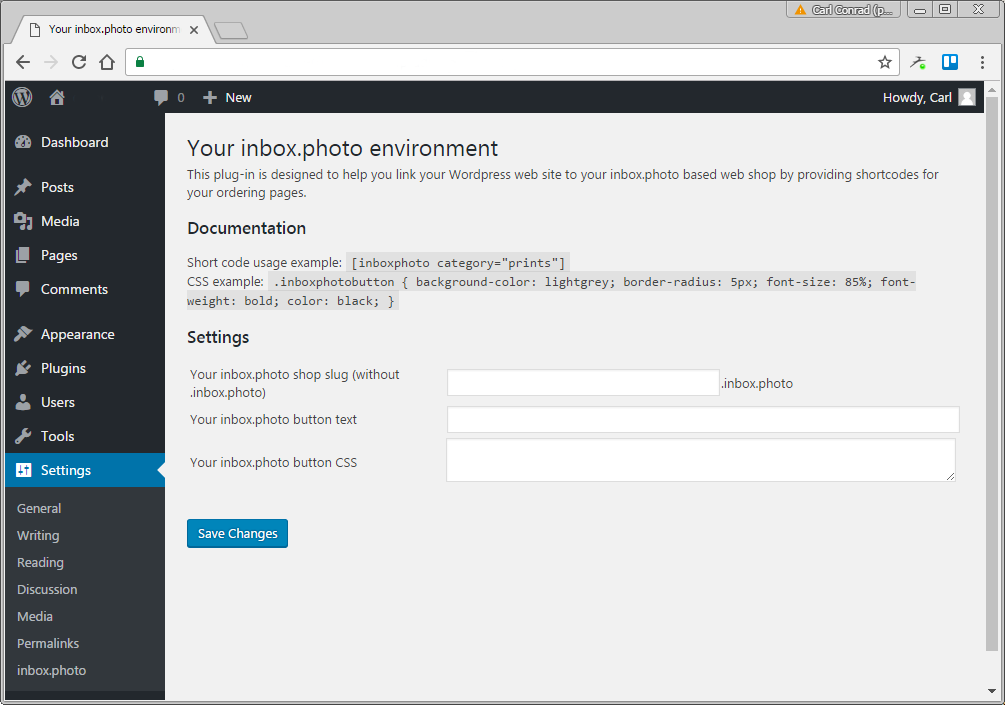 Carl Conrad (p...
Your inbox.photo environm
0 New Howdy, Carl
Dashboard
Posts
Media
Pages
Comments
Appearance
Plugins
Users
Tools
Settings
General
Writing
Reading
Discussion
Media
Permalinks
inbox.photo
Your inbox.photo environment
This plug-in is designed to help you link your Wordpress web site to your inbox.photo based web shop by providing shortcodes for
your ordering pages.
Documentation
Short code usage example: [inboxphoto category="prints"]
CSS example: .inboxphotobutton { background-color: lightgrey; border-radius: 5px; font-size: 85%; font-
weight: bold; color: black; }
Settings
Your inbox.photo shop slug (without
.inbox.photo)
.inbox.photo
Your inbox.photo button text
Your inbox.photo button CSS
Save Changes